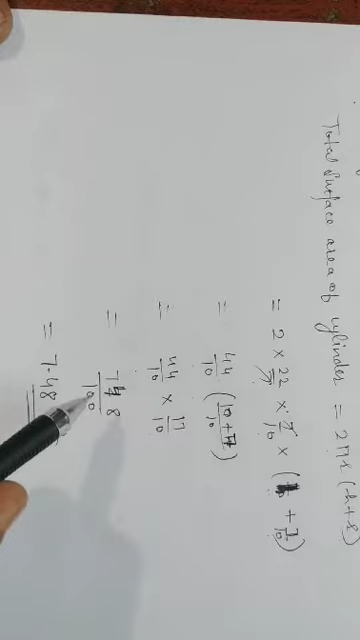 Total Surface area of cylinder = 2πr(h+r)
= 2 × 22/7 × 7/10 × ( + 7/10)
= 44/10 (10+7/10)
= 44/10 × 17/10
= 748/100
= 7.48